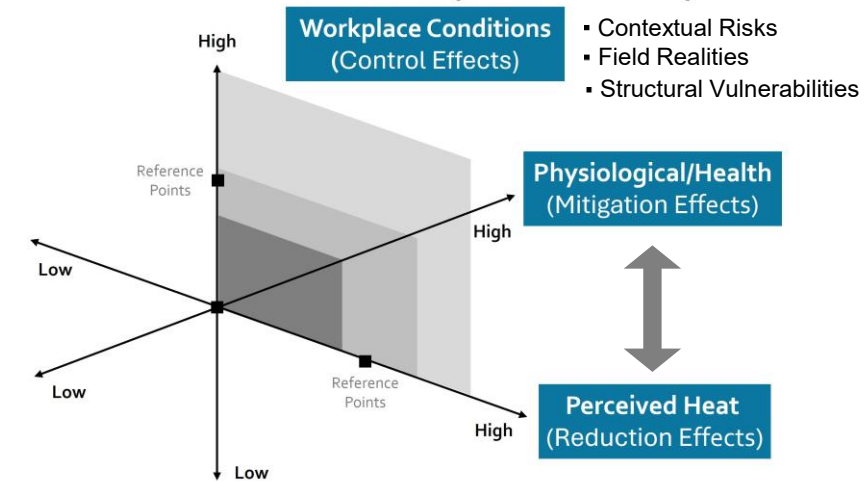 Workplace Conditions
(Control Effects)
▪ Contextual Risks
▪ Field Realities
▪ Structural Vulnerabilities
High
Reference
Points
Physiological/Health
(Mitigation Effects)
High
Low
Low
Reference
Points
Perceived Heat
(Reduction Effects)
High
Low